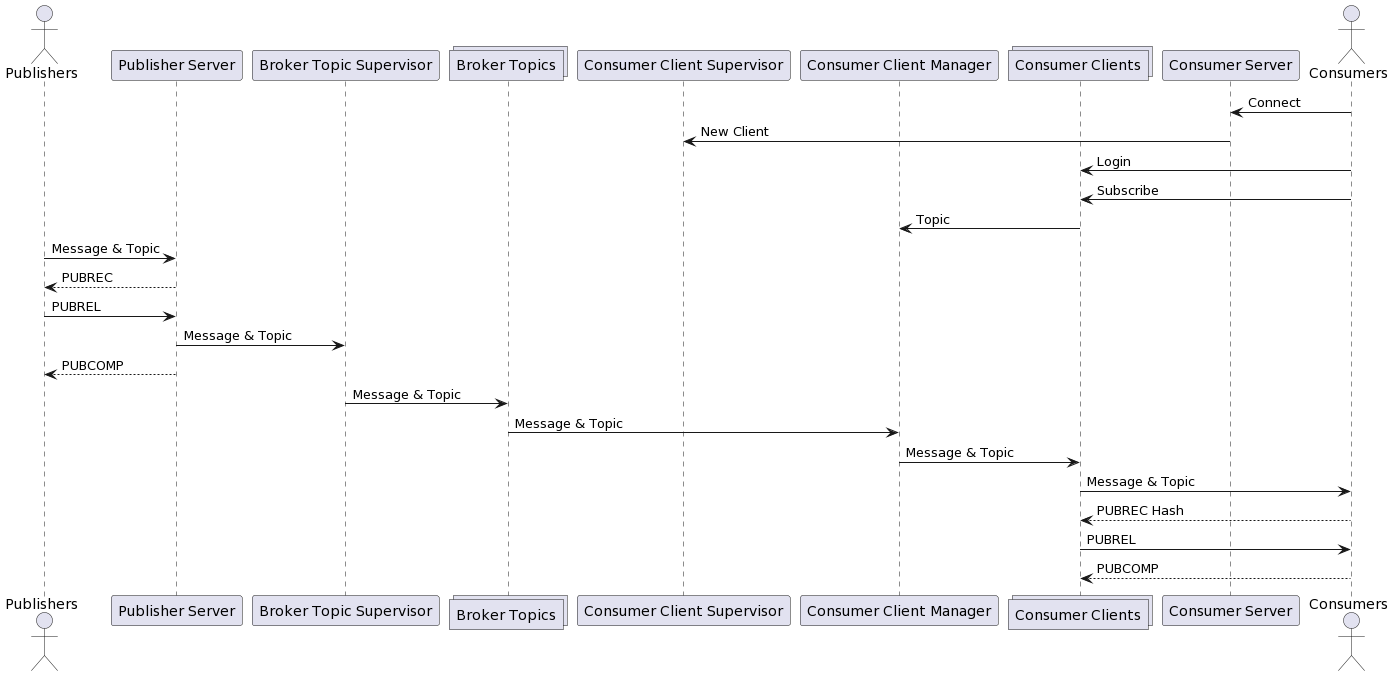 Publishers
Publisher Server
Broker Topic Supervisor
Broker Topics
Consumer Client Supervisor
Consumer Client Manager
Consumer Clients
Consumer Server
Consumers
Connect
New Client
Login
Subscribe
Topic
Message & Topic
PUBREC
PUBREL
Message & Topic
PUBCOMP
Message & Topic
Message & Topic
Message & Topic
Message & Topic
PUBREC Hash
PUBREL
PUBCOMP
Publishers
Publisher Server
Broker Topic Supervisor
Broker Topics
Consumer Client Supervisor
Consumer Client Manager
Consumer Clients
Consumer Server
Consumers